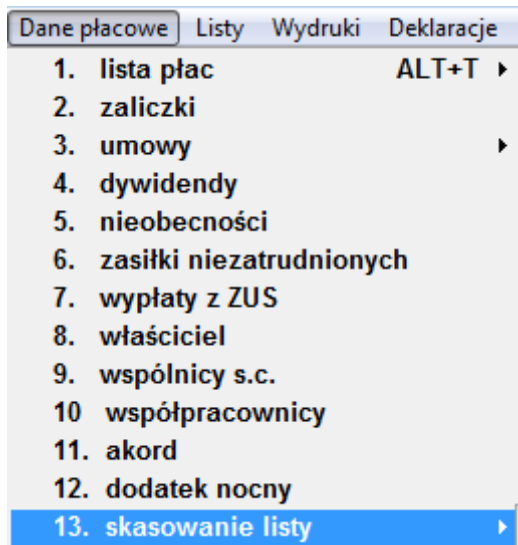 Dane płacowe Listy Wydruki Deklaracje
1. lista płac ALT+T
2. zaliczki
3. umowy
4. dywidendy
5. nieobecności
6. zasiłki niezatrudnionych
7. wypłaty z ZUS
8. właściciel
9. wspólnicy s.c.
10 współpracownicy
11. akord
12. dodatek nocny
13. skasowanie listy